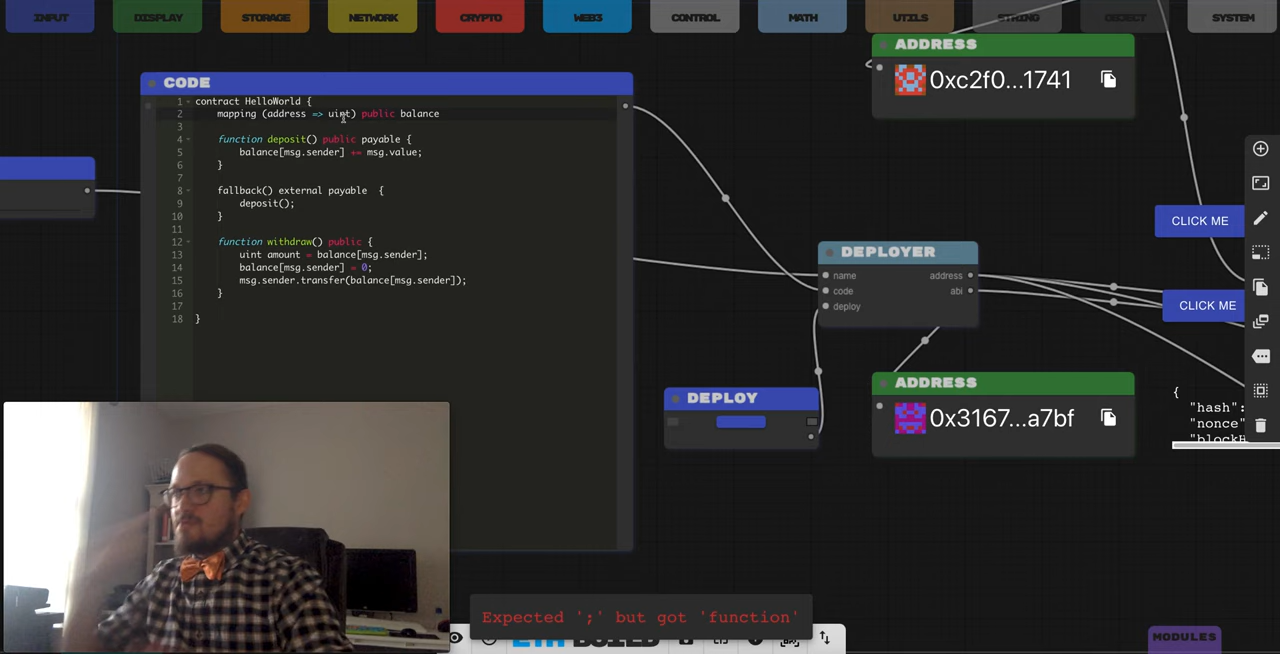 INPUT DISPLAY STORAGE NETWORK CRYPTO WEB3 CONTROL MATH UTILS STRING OBJECT SYSTEM
ADDRESS
0xc2f0...1741
CODE
1 contract HelloWorld {
2 mapping (address => uint) public balance
3
4 function deposit() public payable {
5 balance[msg.sender] += msg.value;
6 }
7
8 fallback() external payable {
9 deposit();
10 }
11
12 function withdraw() public {
13 uint amount = balance[msg.sender];
14 balance[msg.sender] = 0;
15 msg.sender.transfer(balance[msg.sender]);
16 }
17
18 }
CLICK ME
DEPLOYER
name address
code abi
deploy
CLICK ME
DEPLOY
ADDRESS
0x3167...a7bf
{
"hash":
"nonce"
"blockH
Expected ';' but got 'function'
ETH BUILD
MODULES